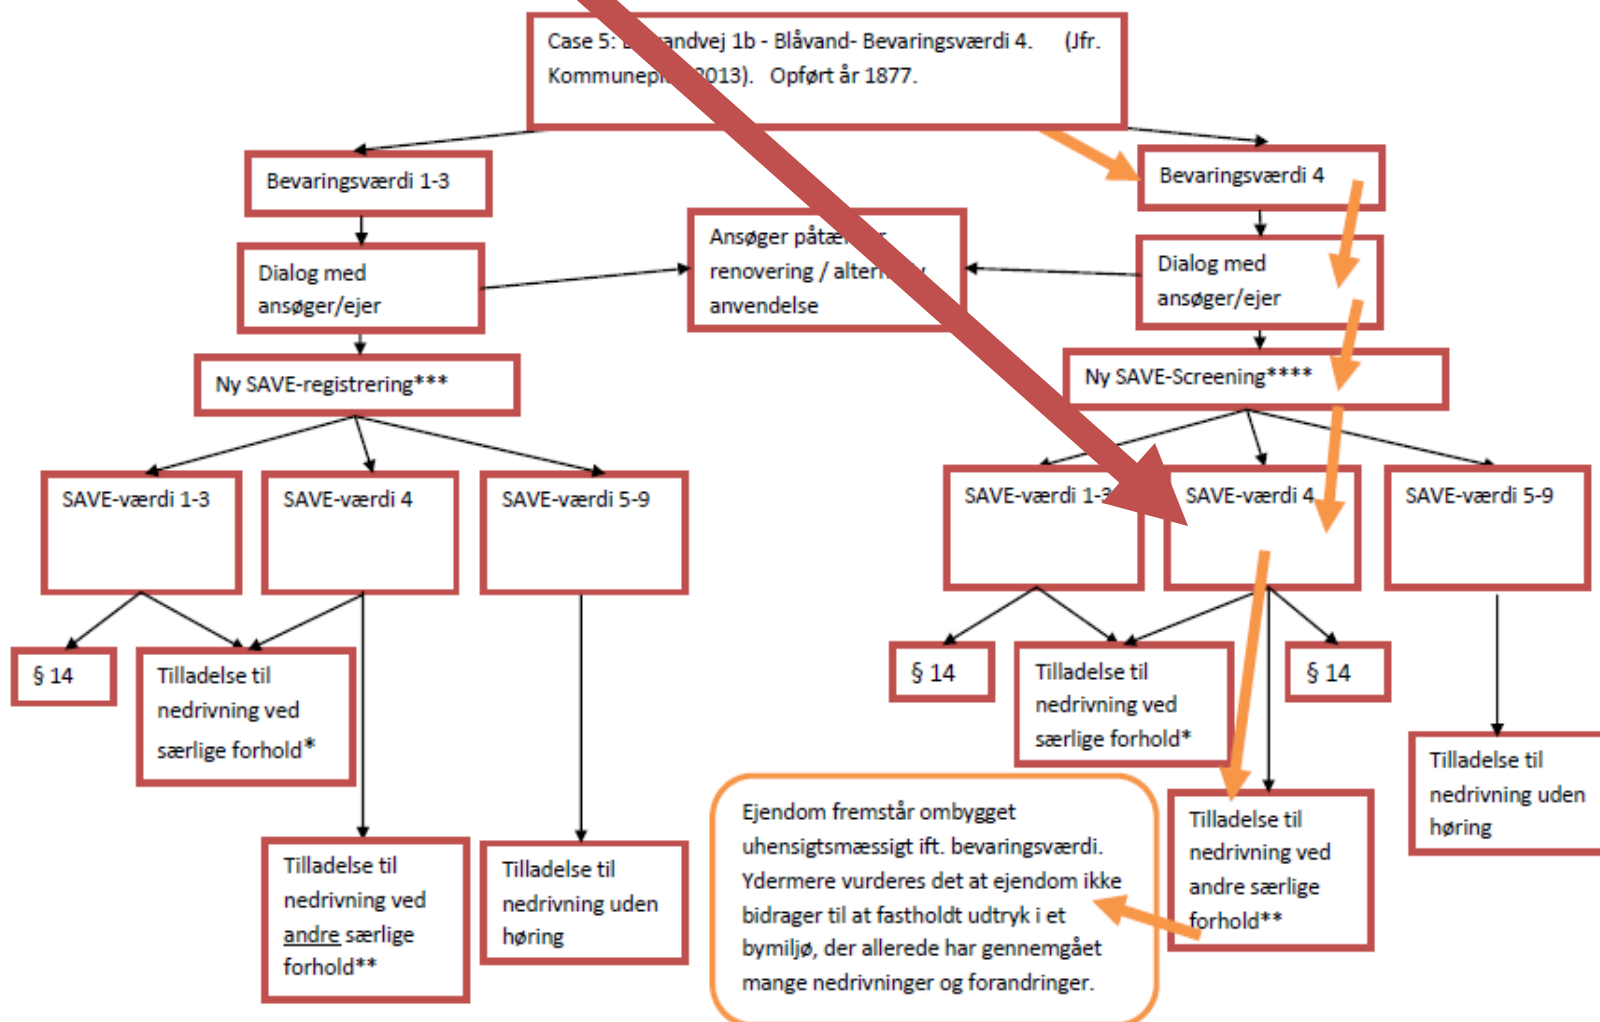 Case 5: andvej 1b - Blåvand- Bevaringsværdi 4. (Jfr.
2013). Opført år 1877.
Bevaringsværdi 1-3
Bevaringsværdi 4
Dialog med
ansøger/ejer
Ansøger
renovering /
anvendelse
Dialog med
ansøger/ejer
Ny SAVE-registrering***
Ny SAVE-Screening****
SAVE-værdi 1-3
SAVE-værdi 4
SAVE-værdi 5-9
SAVE-værdi 1-3
SAVE-værdi 4
SAVE-værdi 5-9
§ 14
Tilladelse til
nedrivning ved
særlige forhold*
§ 14
Tilladelse til
nedrivning ved
særlige forhold*
§ 14
Tilladelse til
nedrivning ved
andre særlige
forhold**
Tilladelse til
nedrivning uden
høring
Ejendom fremstår ombygget
uhensigtsmæssigt ift. bevaringsværdi.
Ydermere vurderes det at ejendom ikke
bidrager til at fastholdt udtryk i et
bymiljø, der allerede har gennemgået
mange nedrivninger og forandringer.
Tilladelse til
nedrivning ved
andre særlige
forhold**
Tilladelse til
nedrivning uden
høring